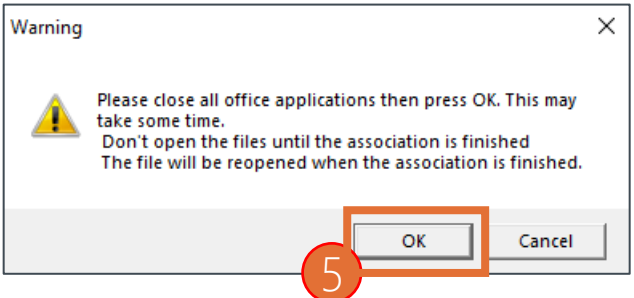 Warning
Please close all office applications then press OK. This may
take some time.
Don't open the files until the association is finished
The file will be reopened when the association is finished.
OK
Cancel
5